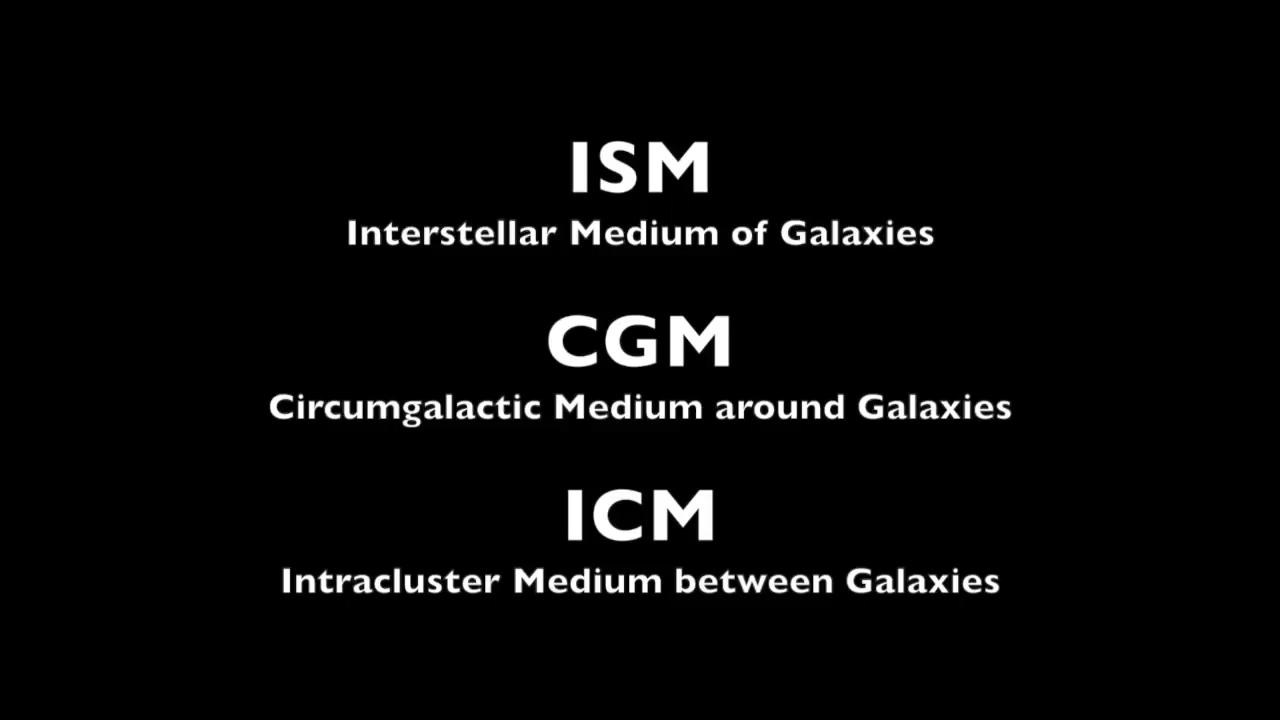 ISM
Interstellar Medium of Galaxies
CGM
Circumgalactic Medium around Galaxies
ICM
Intracluster Medium between Galaxies